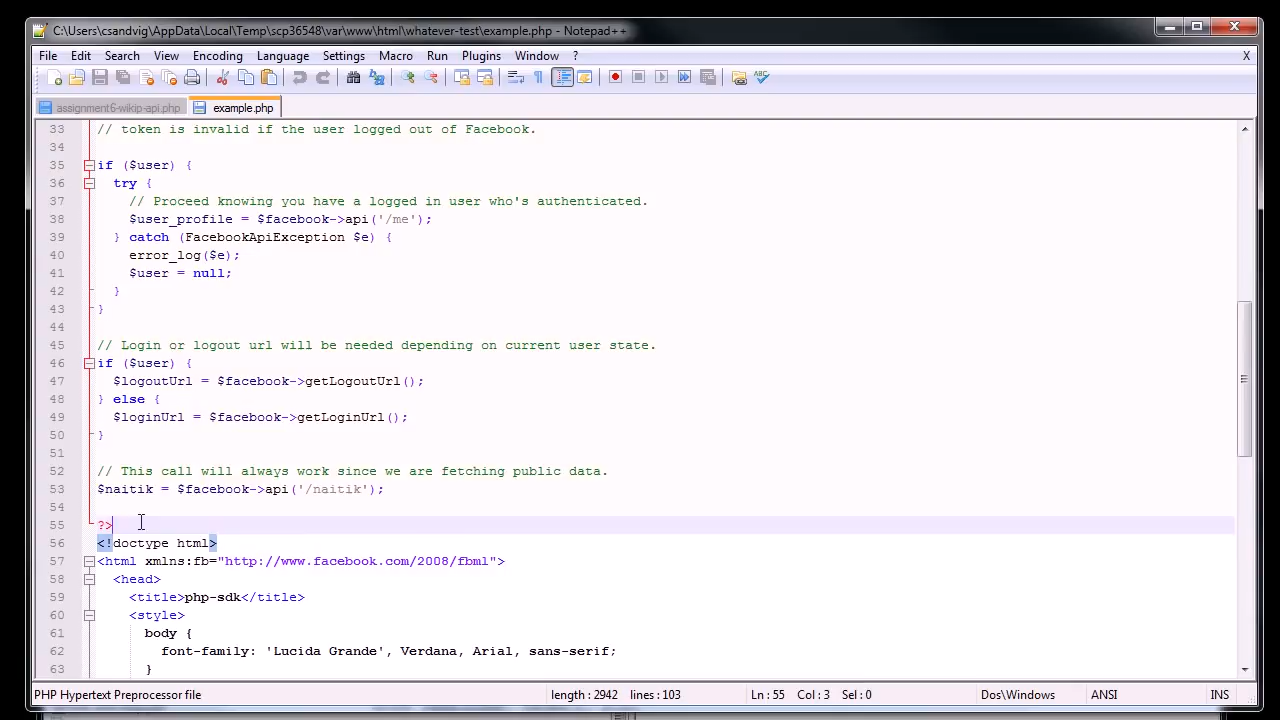 C:\Users\csandvig\AppData\Local\Temp\scp36548\var\www\html\whatever-test\example.php - Notepad++
File Edit Search View Encoding Language Settings Macro Run Plugins Window ? X
assignment6-wikip-api.php example.php
33 // token is invalid if the user logged out of Facebook.
34
35 if ($user) {
36 try {
37 // Proceed knowing you have a logged in user who's authenticated.
38 $user_profile = $facebook->api('/me');
39 } catch (FacebookApiException $e) {
40 error_log($e);
41 $user = null;
42 }
43 }
44
45 // Login or logout url will be needed depending on current user state.
46 if ($user) {
47 $logoutUrl = $facebook->getLogoutUrl();
48 } else {
49 $loginUrl = $facebook->getLoginUrl();
50 }
51
52 // This call will always work since we are fetching public data.
53 $naitik = $facebook->api('/naitik');
54
55 ?>
56 <!doctype html>
57 <html xmlns:fb="http://www.facebook.com/2008/fbml">
58 <head>
59 <title>php-sdk</title>
60 <style>
61 body {
62 font-family: 'Lucida Grande', Verdana, Arial, sans-serif;
63 }
PHP Hypertext Preprocessor file length : 2942 lines : 103 Ln : 55 Col : 3 Sel : 0 Dos\Windows ANSI INS